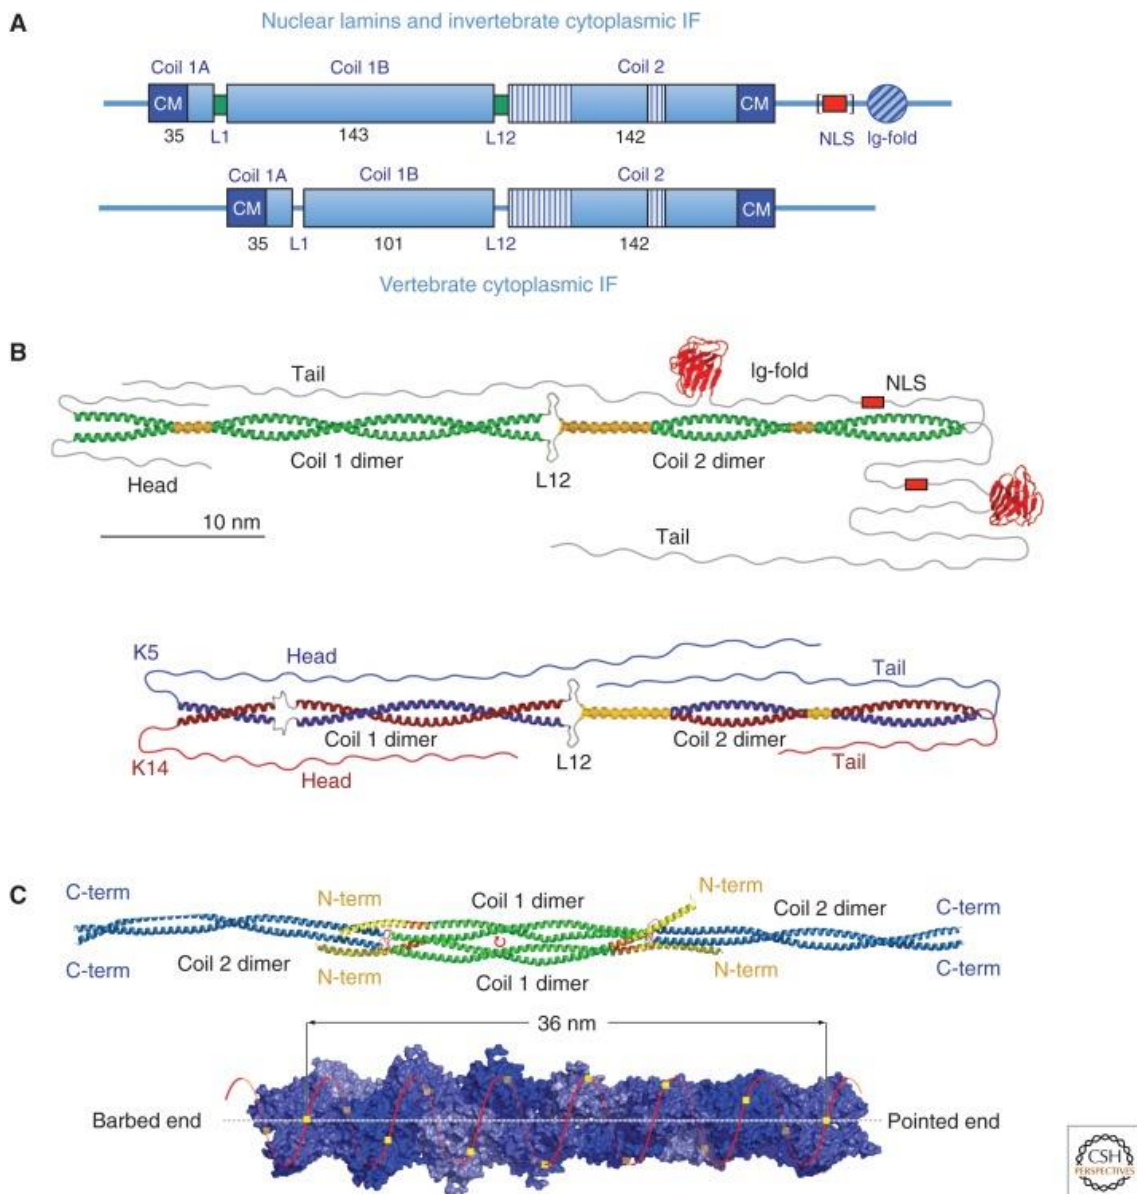 A
Nuclear lamins and invertebrate cytoplasmic IF
Coil 1A Coil 1B Coil 2
CM CM
35 L1 143 L12 142 NLS Ig-fold
Coil 1A Coil 1B Coil 2
CM CM
35 L1 101 L12 142
Vertebrate cytoplasmic IF
B
Tail Ig-fold NLS
Coil 1 dimer L12 Coil 2 dimer
Head
10 nm
Tail
K5 Head Tail
Coil 1 dimer Coil 2 dimer
K14 Head L12 Tail
C
C-term N-term Coil 1 dimer N-term Coil 2 dimer C-term
C-term Coil 2 dimer N-term Coil 1 dimer N-term C-term
36 nm
Barbed end Pointed end
CSH
PERSPECTIVES